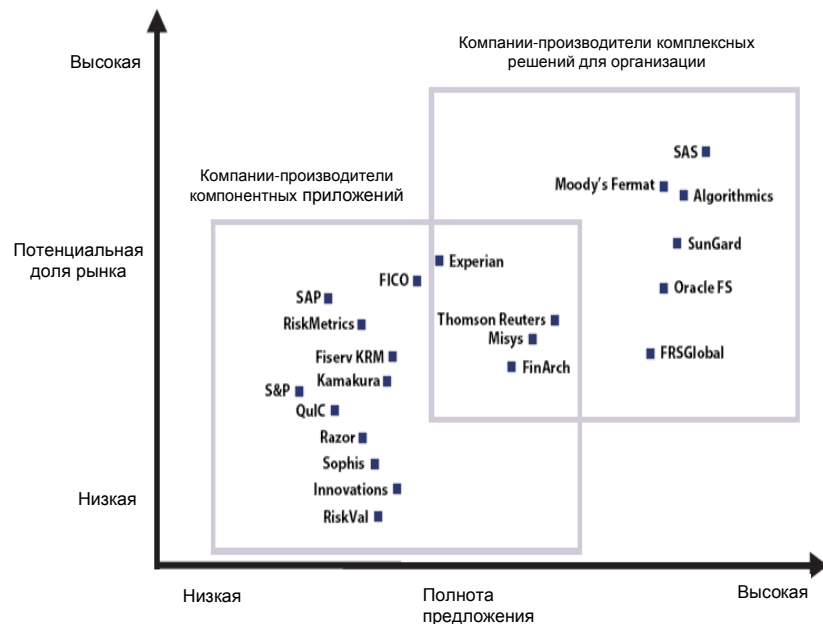 Компании-производители комплексных
решений для организации
Высокая
SAS
Компании-производители
компонентных приложений
Moody's Fermat
Algorithmics
Потенциальная
доля рынка
SunGard
Experian
FICO
Oracle FS
SAP
RiskMetrics
Thomson Reuters
Misys
Fiserv KRM
FRSGlobal
FinArch
Kamakura
S&P
QuIC
Razor
Sophis
Innovations
Низкая
RiskVal
Низкая
Полнота
предложения
Высокая